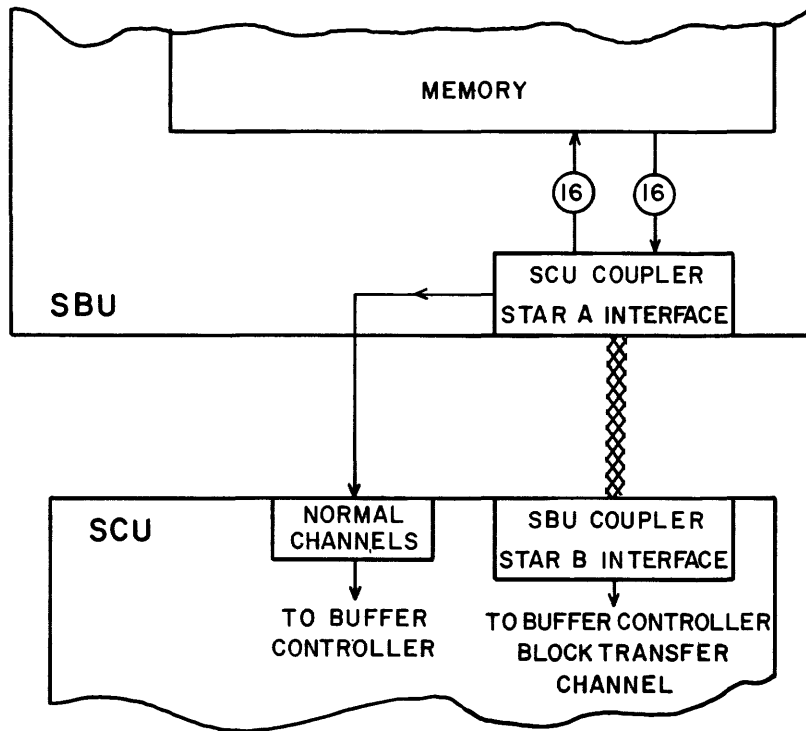 MEMORY
16
16
SCU COUPLER
STAR A INTERFACE
SBU
SCU
NORMAL
CHANNELS
SBU COUPLER
STAR B INTERFACE
TO BUFFER
CONTROLLER
TO BUFFER CONTROLLER
BLOCK TRANSFER
CHANNEL